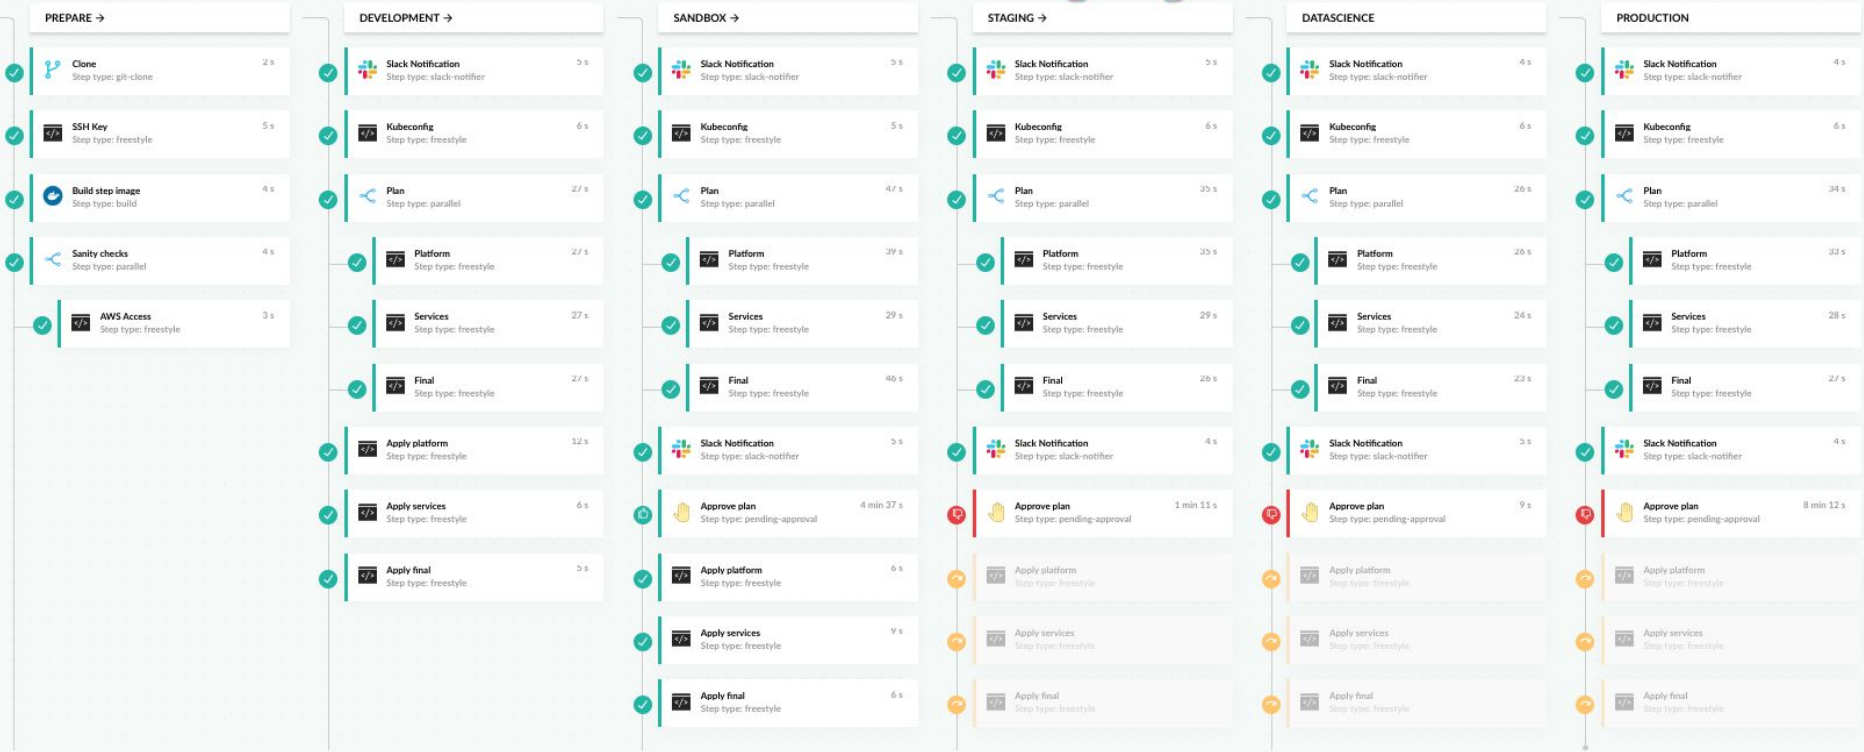 PREPARE →
Clone 2 s
Step type: git-clone
SSH Key 5 s
Step type: freestyle
Build step image 4 s
Step type: build
Sanity checks 4 s
Step type: parallel
AWS Access 3 s
Step type: freestyle
DEVELOPMENT →
Slack Notification 5 s
Step type: slack-notifier
Kubeconfig 6 s
Step type: freestyle
Plan 27 s
Step type: parallel
Platform 27 s
Step type: freestyle
Services 27 s
Step type: freestyle
Final 27 s
Step type: freestyle
Apply platform 12 s
Step type: freestyle
Apply services 6 s
Step type: freestyle
Apply final 5 s
Step type: freestyle
SANDBOX →
Slack Notification 5 s
Step type: slack-notifier
Kubeconfig 5 s
Step type: freestyle
Plan 47 s
Step type: parallel
Platform 39 s
Step type: freestyle
Services 29 s
Step type: freestyle
Final 46 s
Step type: freestyle
Slack Notification 5 s
Step type: slack-notifier
Approve plan 4 min 37 s
Step type: pending-approval
Apply platform 6 s
Step type: freestyle
Apply services 9 s
Step type: freestyle
Apply final 6 s
Step type: freestyle
STAGING →
Slack Notification 5 s
Step type: slack-notifier
Kubeconfig 6 s
Step type: freestyle
Plan 35 s
Step type: parallel
Platform 35 s
Step type: freestyle
Services 29 s
Step type: freestyle
Final 26 s
Step type: freestyle
Slack Notification 4 s
Step type: slack-notifier
Approve plan 1 min 11 s
Step type: pending-approval
Apply platform
Step type: freestyle
Apply services
Step type: freestyle
Apply final
Step type: freestyle
DATASCIENCE
Slack Notification 4 s
Step type: slack-notifier
Kubeconfig 6 s
Step type: freestyle
Plan 26 s
Step type: parallel
Platform 26 s
Step type: freestyle
Services 24 s
Step type: freestyle
Final 23 s
Step type: freestyle
Slack Notification 5 s
Step type: slack-notifier
Approve plan 9 s
Step type: pending-approval
Apply platform
Step type: freestyle
Apply services
Step type: freestyle
Apply final
Step type: freestyle
PRODUCTION
Slack Notification 4 s
Step type: slack-notifier
Kubeconfig 6 s
Step type: freestyle
Plan 34 s
Step type: parallel
Platform 33 s
Step type: freestyle
Services 28 s
Step type: freestyle
Final 27 s
Step type: freestyle
Slack Notification 4 s
Step type: slack-notifier
Approve plan 8 min 12 s
Step type: pending-approval
Apply platform
Step type: freestyle
Apply services
Step type: freestyle
Apply final
Step type: freestyle